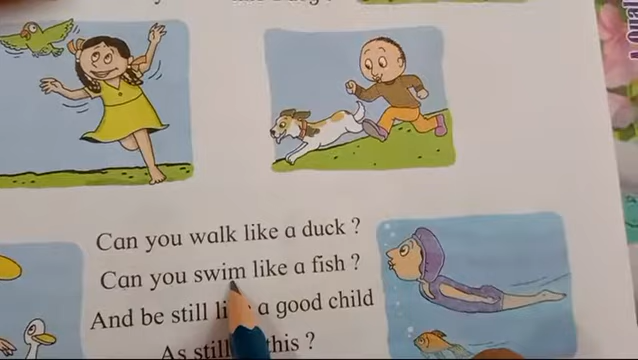 Can you walk like a duck ?
Can you swim like a fish ?
And be still a good child
As still this ?